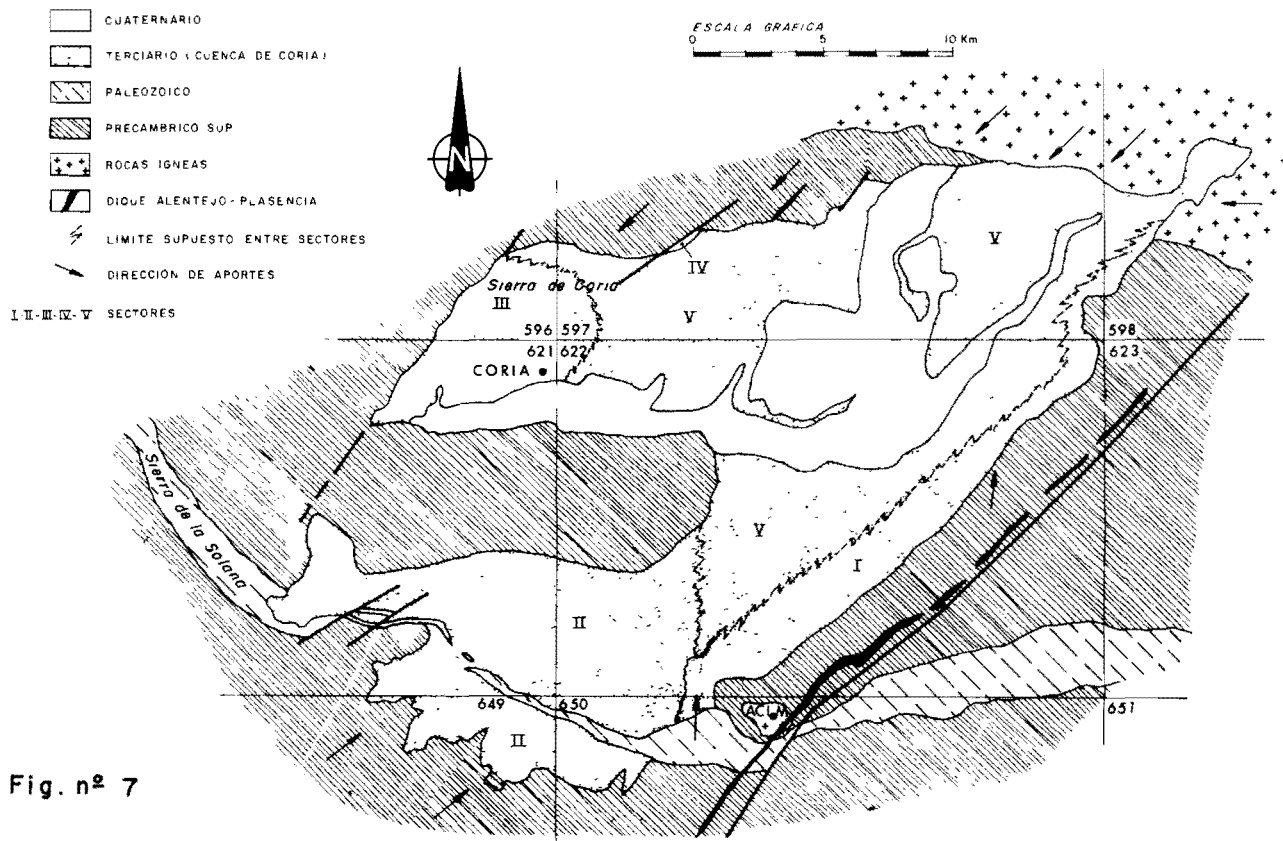 CUATERNARIO
TERCIARIO (CUENCA DE CORIA)
PALEOZOICO
PRECAMBRICO SUP
ROCAS IGNEAS
DIQUE ALENTEJO-PLASENCIA
LIMITE SUPUESTO ENTRE SECTORES
DIRECCIÓN DE APORTES
I-II-III-IV-V SECTORES
ESCALA GRAFICA
0 5 10 Km
N
V
IV
Sierra de Coria
III
V
596 597
598
621 622
623
CORIA
Sierra de la Solana
V
I
II
649 650
651
II
Fig. nº 7